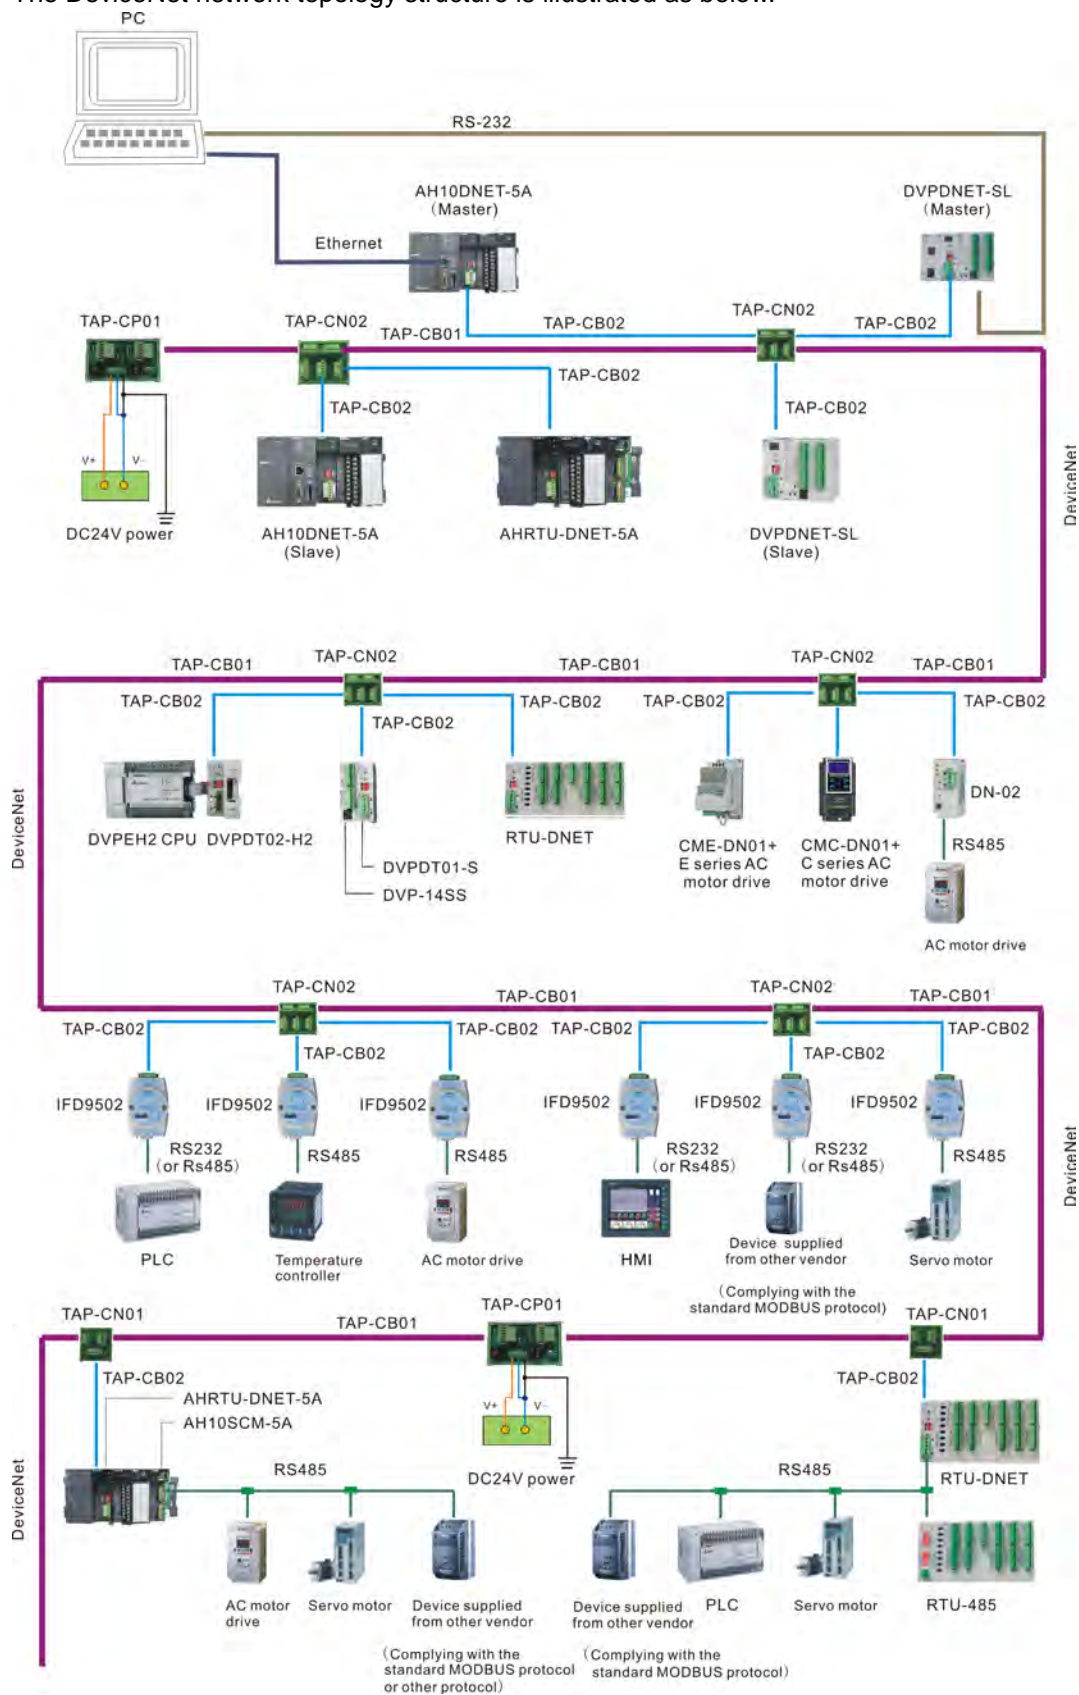 The DeviceNet network topology structure is illustrated as below...
PC
RS-232
AH10DNET-5A
(Master)
DVPDNET-SL
(Master)
Ethernet
TAP-CP01
TAP-CN02
TAP-CB01
TAP-CB02
TAP-CN02
TAP-CB02
TAP-CB02
TAP-CB02
TAP-CB02
V+
V-
DC24V power
AH10DNET-5A
(Slave)
AHRTU-DNET-5A
DVPDNET-SL
(Slave)
DeviceNet
TAP-CB01
TAP-CN02
TAP-CB01
TAP-CN02
TAP-CB01
TAP-CB02
TAP-CB02
TAP-CB02
TAP-CB02
TAP-CB02
DN-02
DVPEH2 CPU
DVPDT02-H2
RTU-DNET
CME-DN01+
E series AC
motor drive
CMC-DN01+
C series AC
motor drive
RS485
DVPDT01-S
DVP-14SS
AC motor drive
DeviceNet
TAP-CN02
TAP-CB01
TAP-CN02
TAP-CB01
TAP-CB02
TAP-CB02
TAP-CB02
TAP-CB02
TAP-CB02
TAP-CB02
IFD9502
IFD9502
IFD9502
IFD9502
IFD9502
IFD9502
RS232
(or Rs485)
RS485
RS485
RS232
(or Rs485)
RS232
(or Rs485)
RS485
DeviceNet
PLC
Temperature
controller
AC motor drive
HMI
Device supplied
from other vendor
(Complying with the
standard MODBUS protocol)
Servo motor
TAP-CN01
TAP-CB01
TAP-CP01
TAP-CN01
TAP-CB02
TAP-CB02
AHRTU-DNET-5A
AH10SCM-5A
V+
V-
DC24V power
RS485
RS485
RTU-DNET
DeviceNet
AC motor
drive
Servo motor
Device supplied
from other vendor
(Complying with the
standard MODBUS protocol
or other protocol)
Device supplied
from other vendor
(Complying with the
standard MODBUS protocol)
PLC
Servo motor
RTU-485